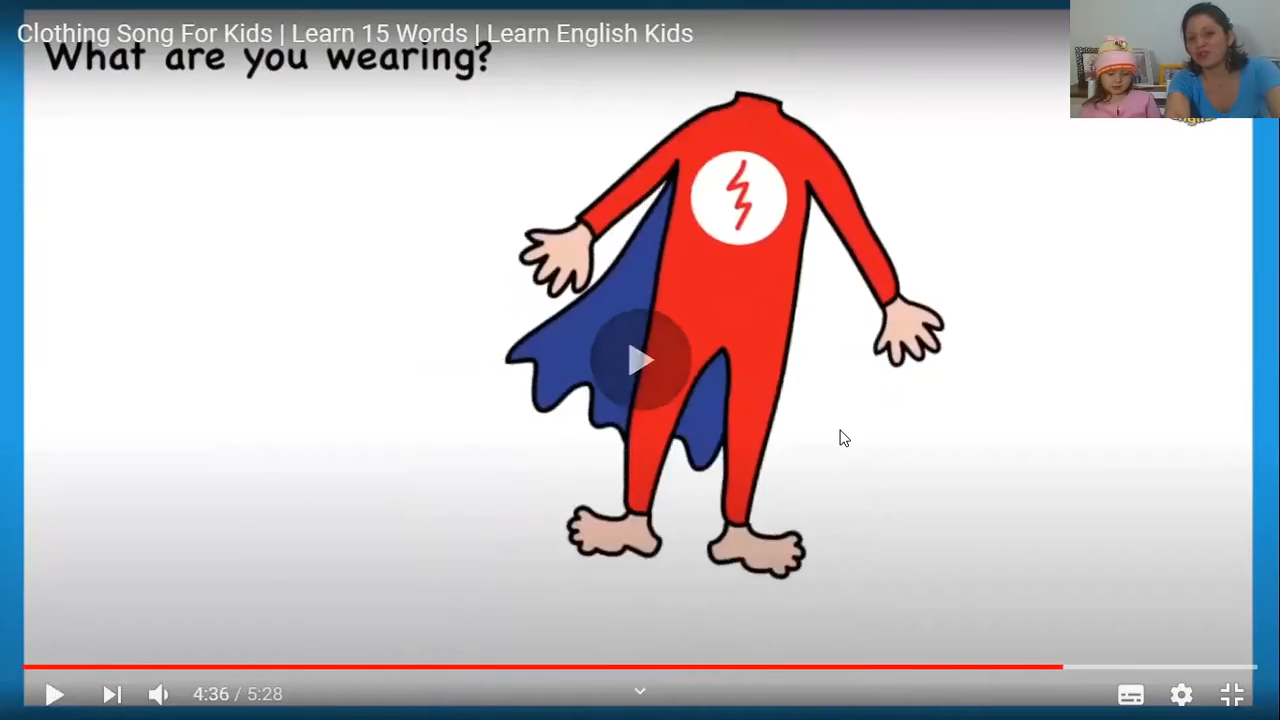 Clothing Song For Kids | Learn 15 Words | Learn English Kids
What are you wearing?
4:36 / 5:28